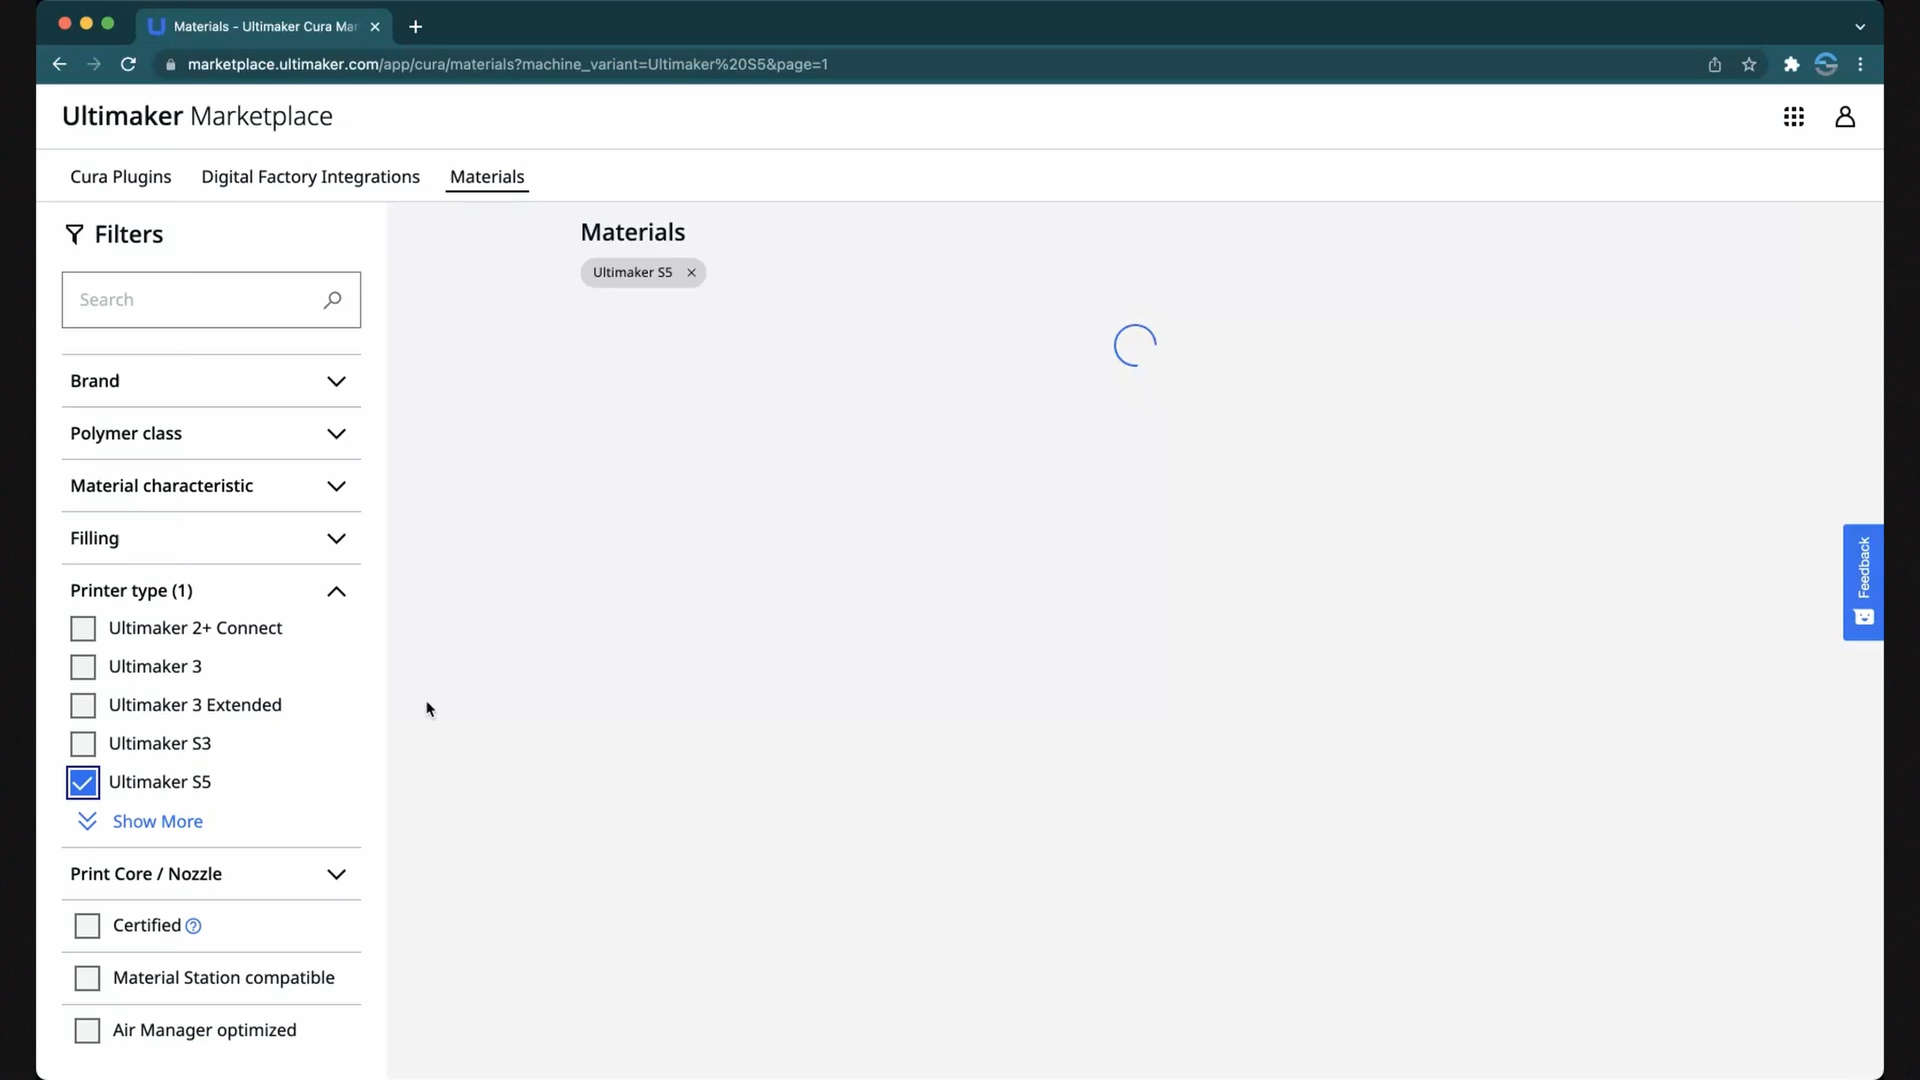 Materials - Ultimaker Cura Mar
marketplace.ultimaker.com/app/cura/materials?machine_variant=Ultimaker%20S5&page=1
Ultimaker Marketplace
Cura Plugins
Digital Factory Integrations
Materials
Filters
Search
Brand
Polymer class
Material characteristic
Filling
Printer type (1)
Ultimaker 2+ Connect
Ultimaker 3
Ultimaker 3 Extended
Ultimaker S3
Ultimaker S5
Show More
Print Core / Nozzle
Certified
Material Station compatible
Air Manager optimized
Materials
Ultimaker S5
Feedback